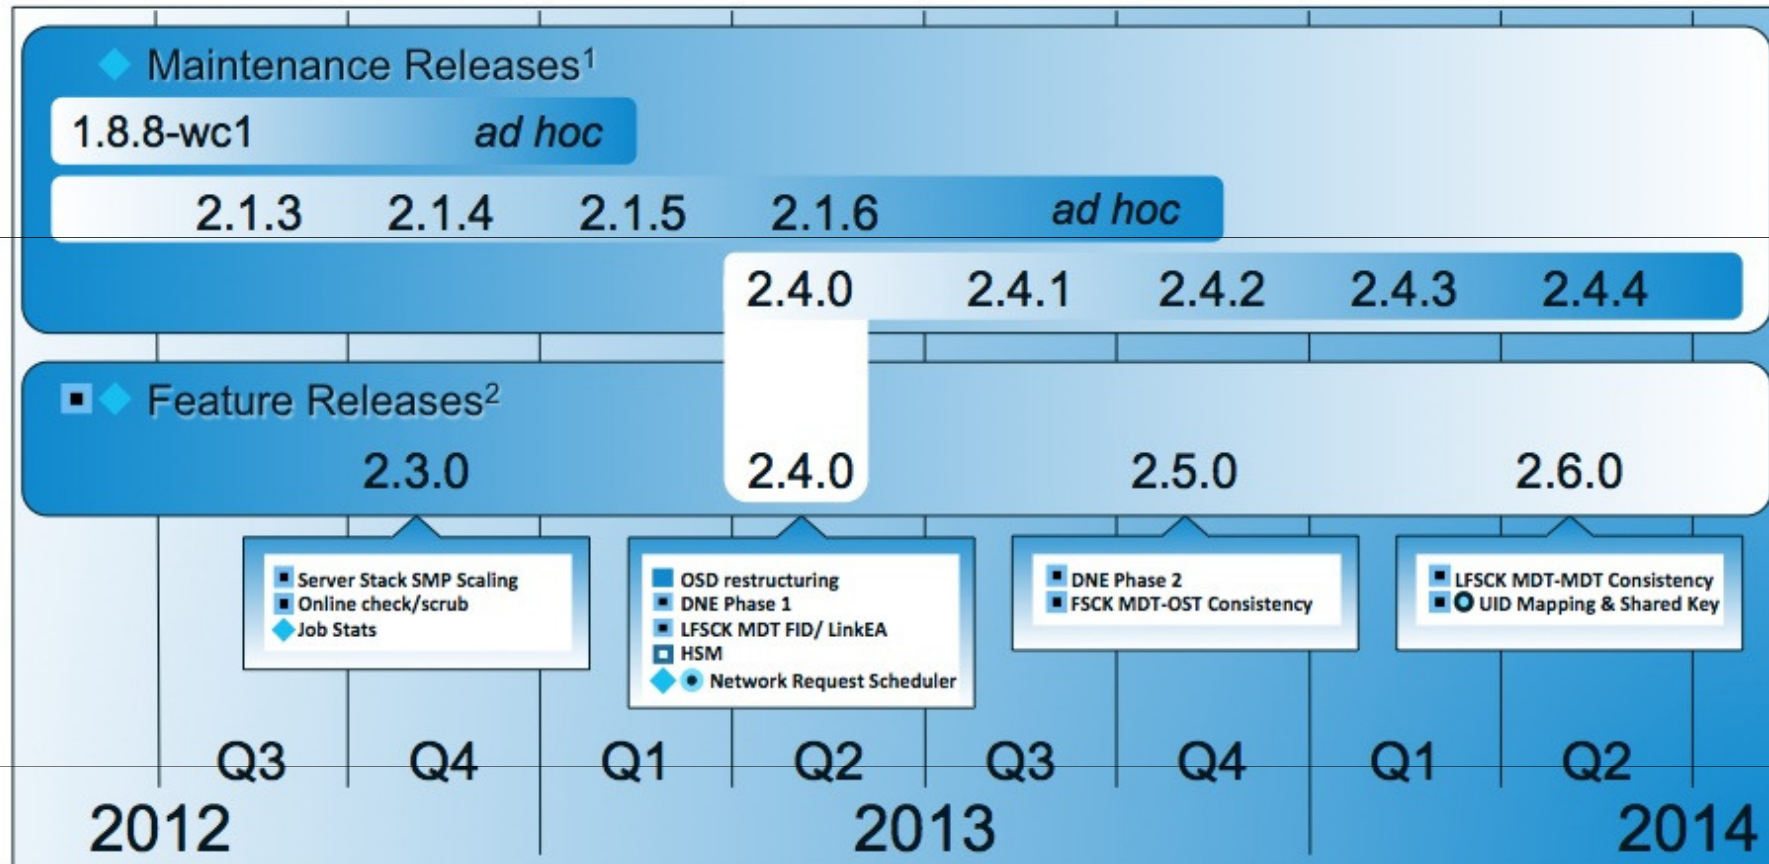 Maintenance Releases1
1.8.8-wc1 ad hoc
2.1.3 2.1.4 2.1.5 2.1.6 ad hoc
2.4.0 2.4.1 2.4.2 2.4.3 2.4.4
Feature Releases2
2.3.0 2.4.0 2.5.0 2.6.0
Server Stack SMP Scaling
Online check/scrub
Job Stats
OSD restructuring
DNE Phase 1
LFSCK MDT FID/ LinkEA
HSM
Network Request Scheduler
DNE Phase 2
FSCK MDT-OST Consistency
LFSCK MDT-MDT Consistency
UID Mapping & Shared Key
Q3 Q4 Q1 Q2 Q3 Q4 Q1 Q2
2012 2013 2014